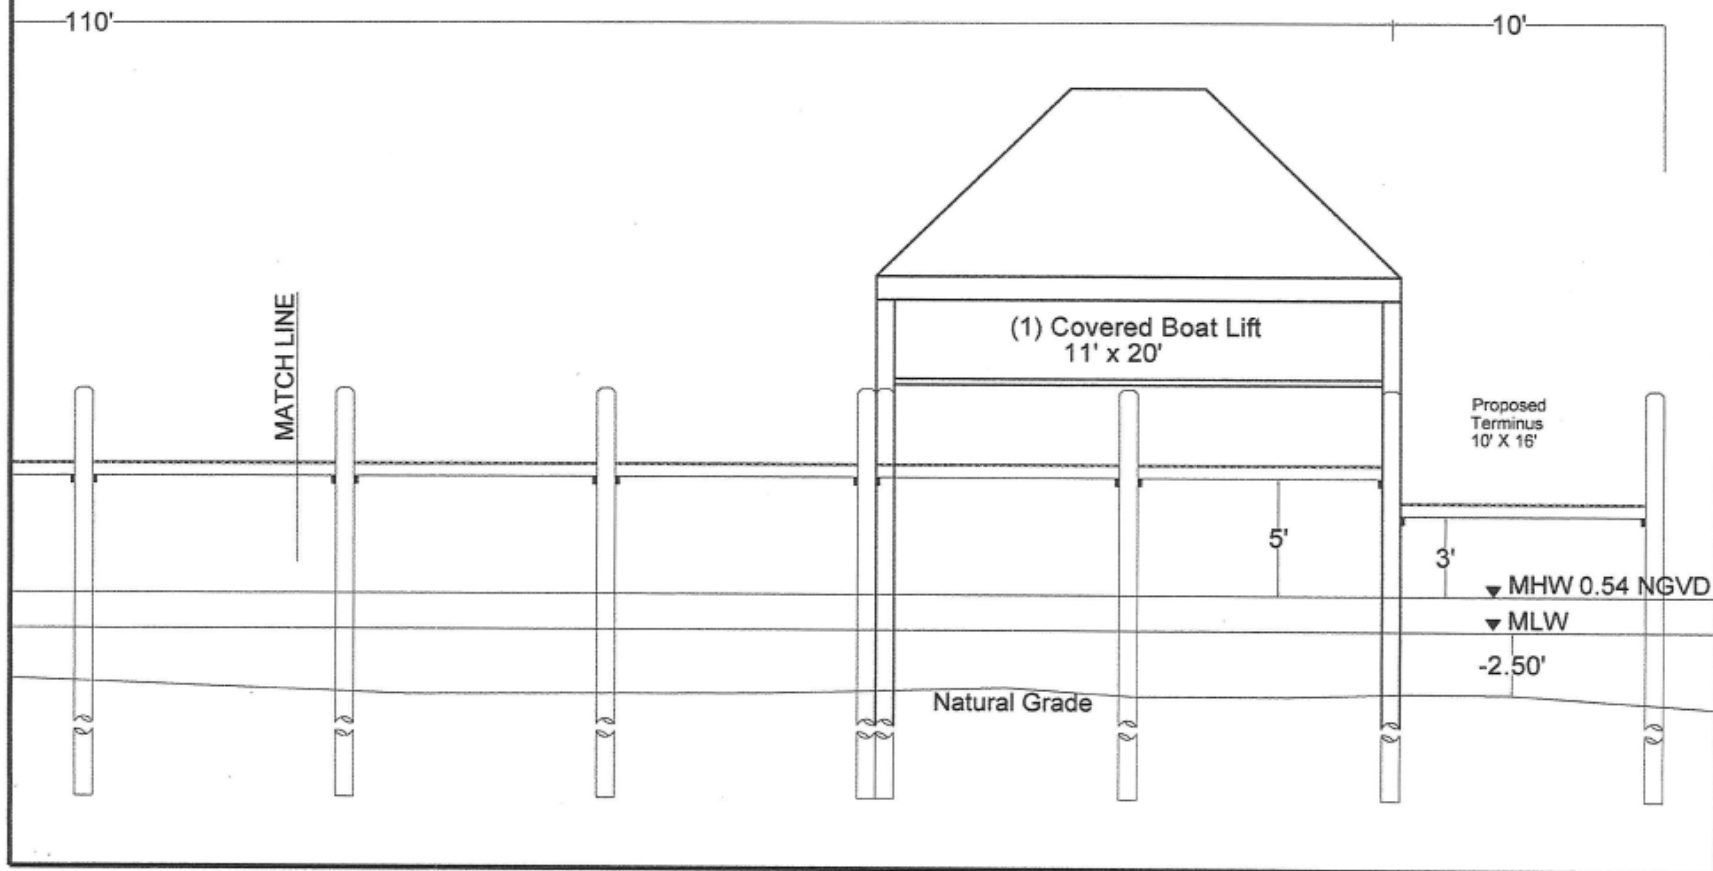 110'
10'
MATCH LINE
(1) Covered Boat Lift
11' x 20'
Proposed
Terminus
10' X 16'
5'
3'
MHW 0.54 NGVD
MLW
-2.50'
Natural Grade